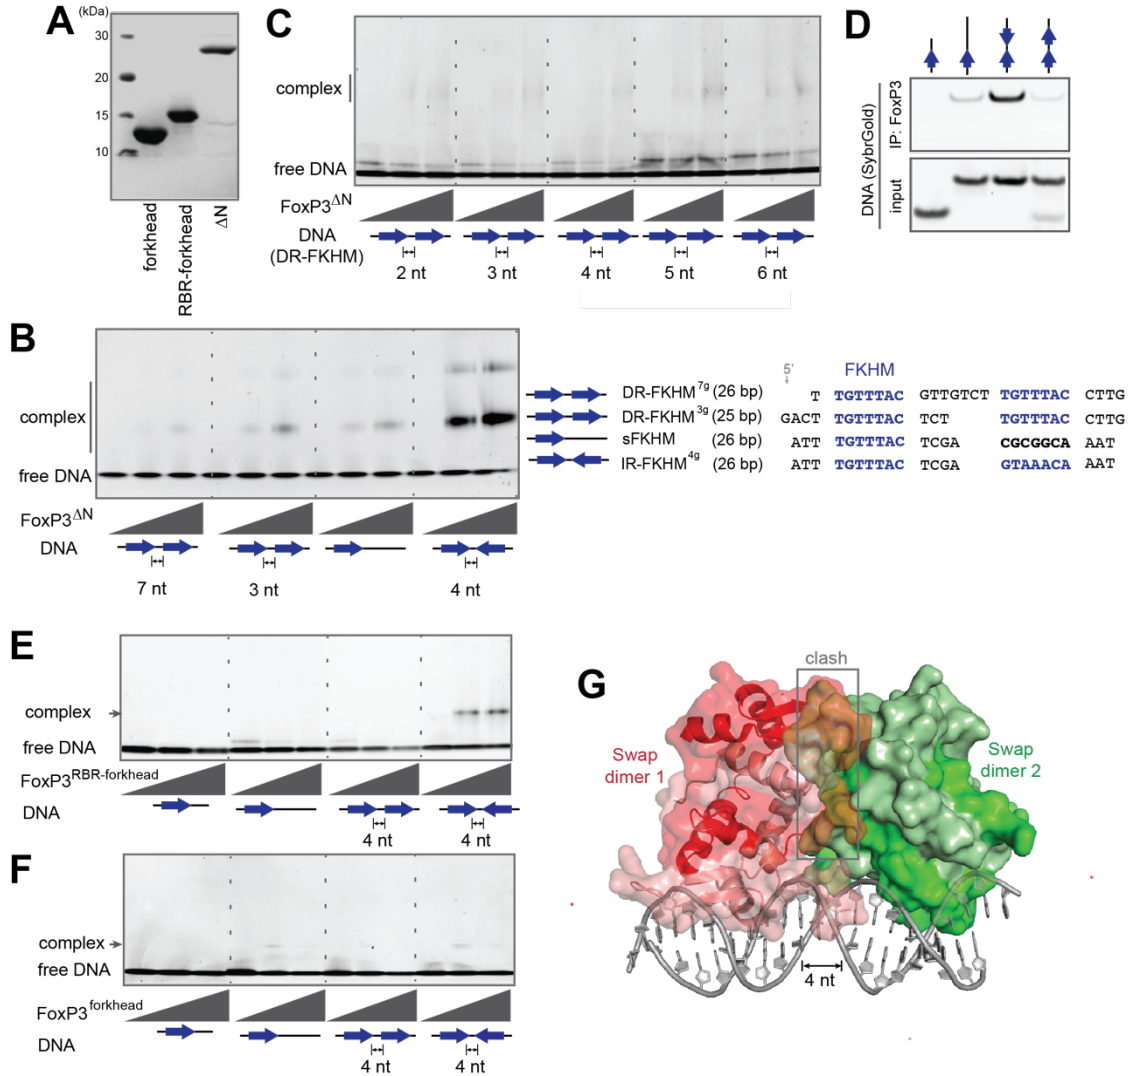 A
(kDa)
30
20
15
10
forkhead
RBR-forkhead
ΔN
C
complex
free DNA
FoxP3ΔN
DNA
(DR-FKHM)
2 nt
3 nt
4 nt
5 nt
6 nt
D
DNA (SybrGold)
IP: FoxP3
input
B
complex
free DNA
FoxP3ΔN
DNA
7 nt
3 nt
4 nt
5'
FKHM
DR-FKHM7g (26 bp) T TGTTTAC GTTGTCT TGTTTAC CTTG
DR-FKHM3g (25 bp) GACT TGTTTAC TCT TGTTTAC CTTG
sFKHM (26 bp) ATT TGTTTAC TCGA CGCGGCA AAT
IR-FKHM4g (26 bp) ATT TGTTTAC TCGA GTAAACA AAT
E
complex
free DNA
FoxP3RBR-forkhead
DNA
4 nt
4 nt
F
complex
free DNA
FoxP3forkhead
DNA
4 nt
4 nt
G
clash
Swap
dimer 1
Swap
dimer 2
4 nt